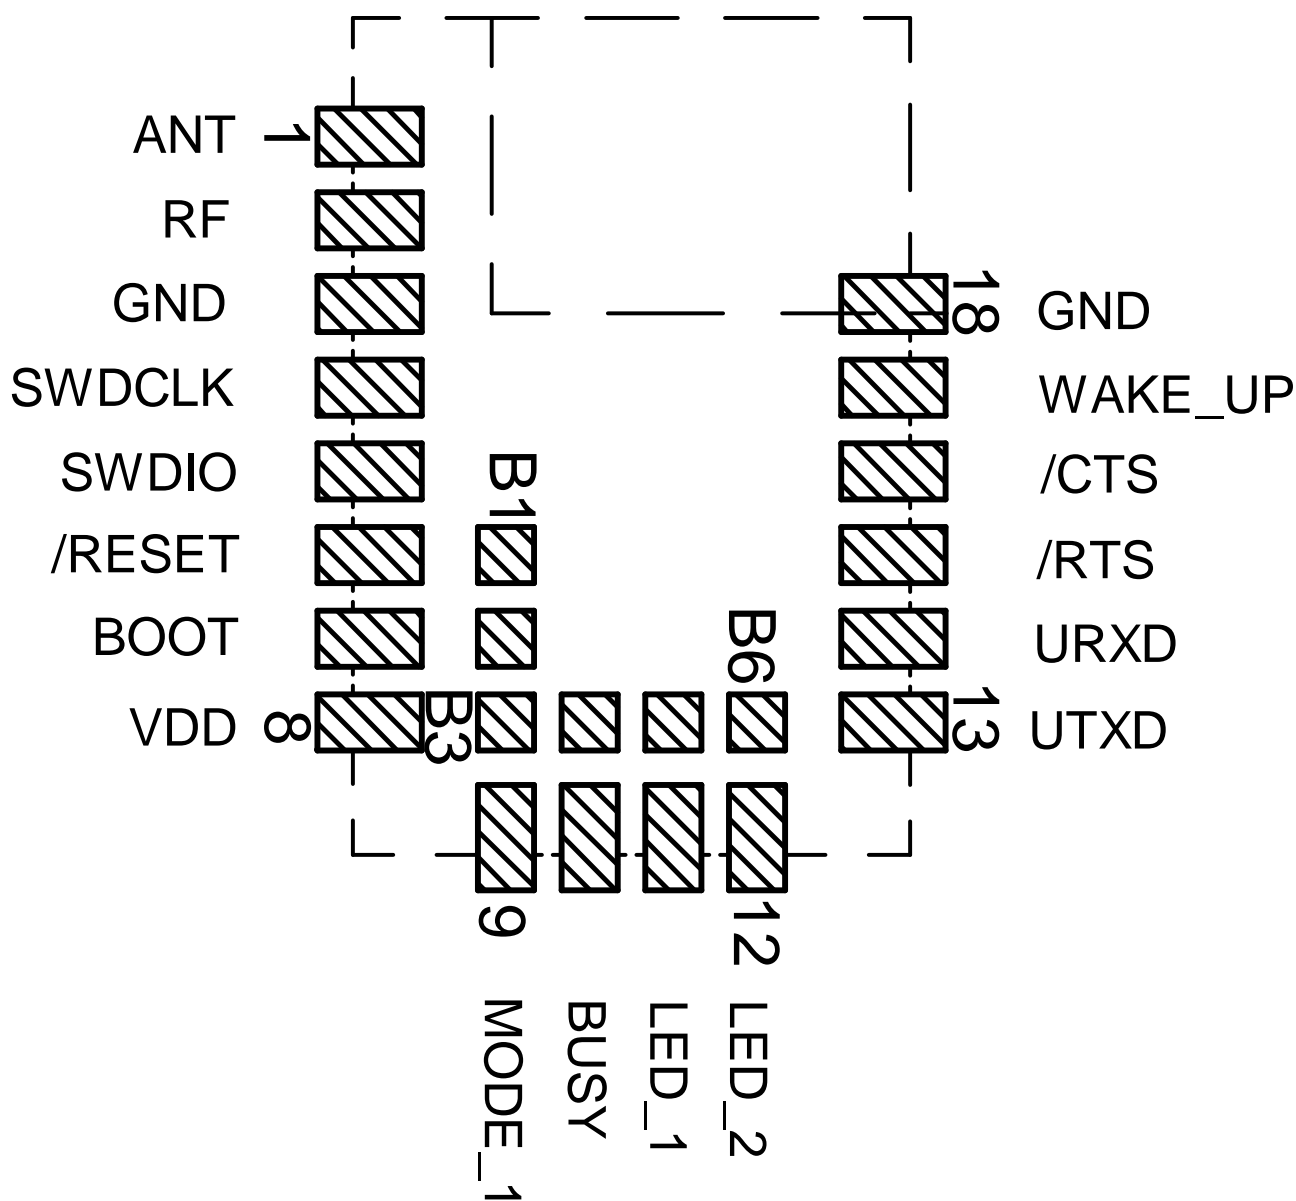 ANT 1
RF
GND
18 GND
SWDCLK
WAKE_UP
SWDIO
B1
/CTS
/RESET
/RTS
BOOT
B6
URXD
VDD 8
B3
13 UTXD
9
12
MODE_1
BUSY
LED_1
LED_2